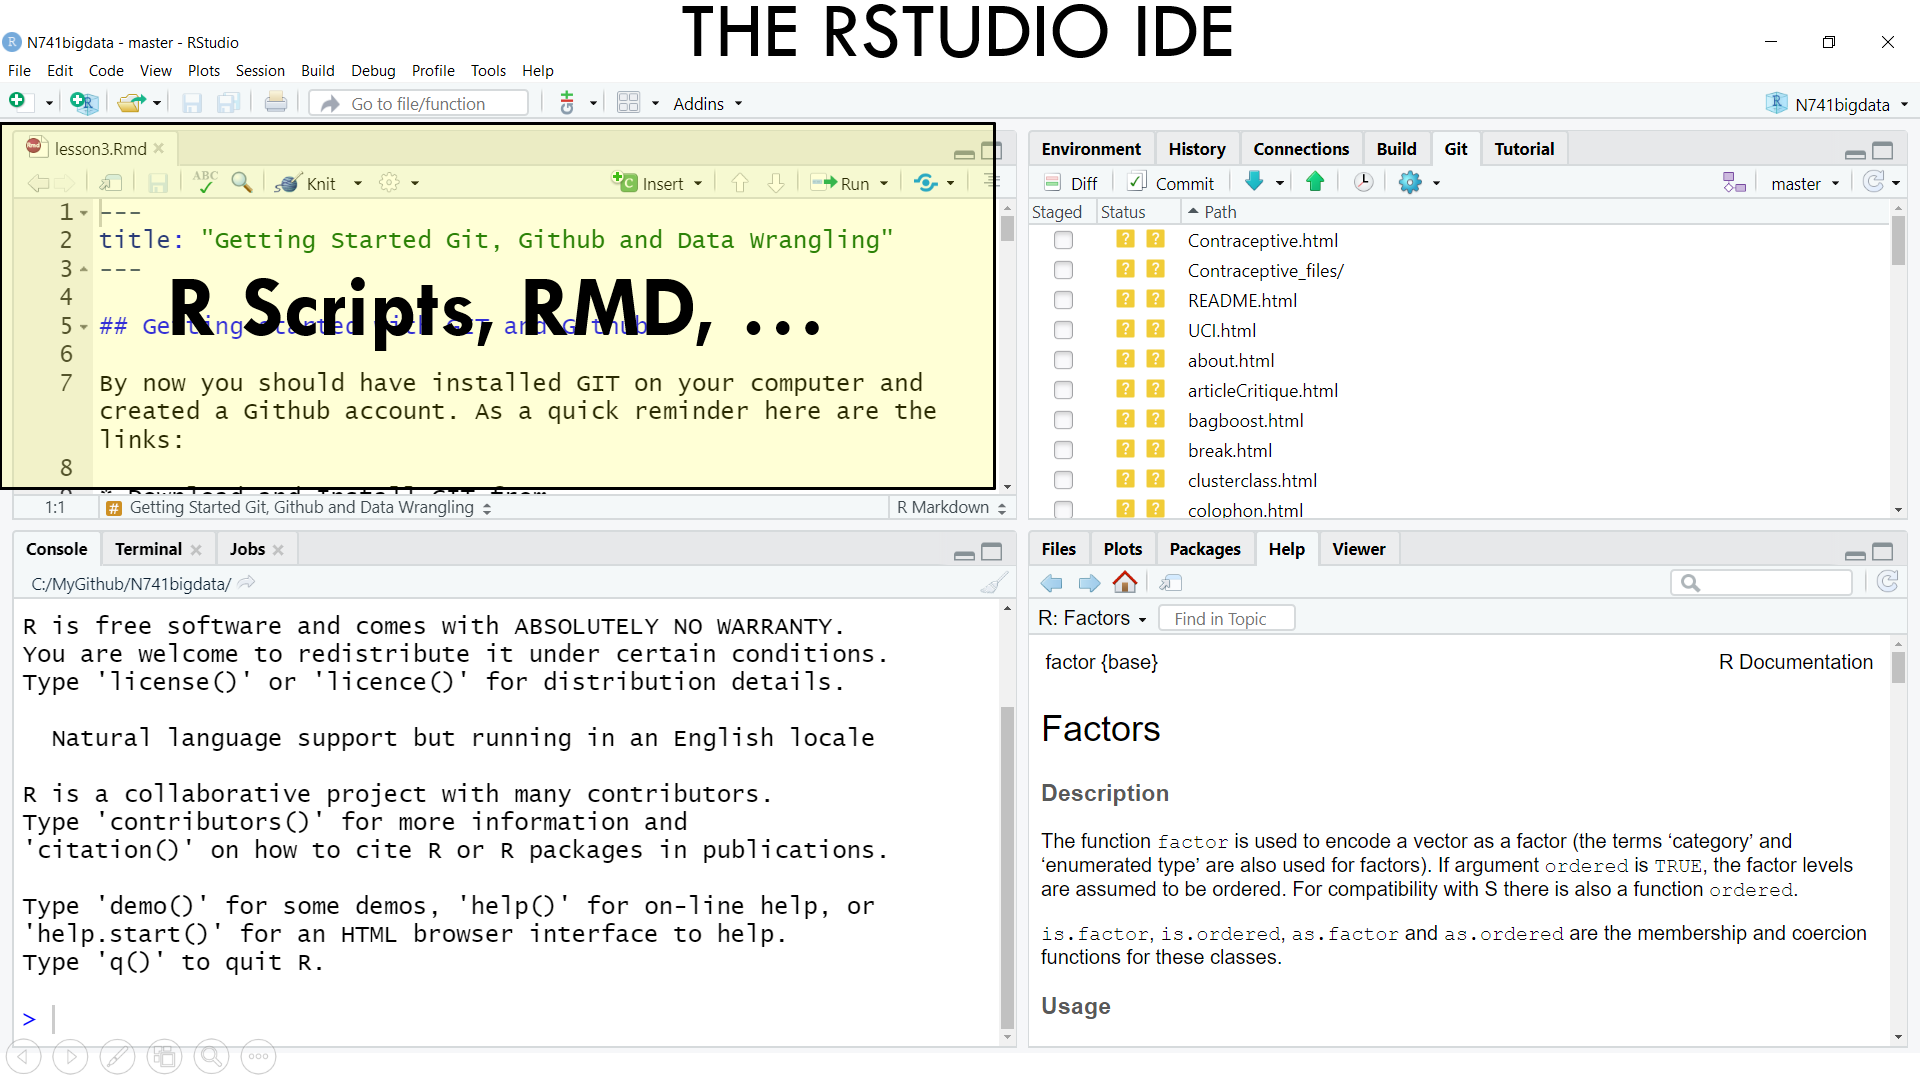 THE RSTUDIO IDE
N741bigdata - master - RStudio
File Edit Code View Plots Session Build Debug Profile Tools Help
Go to file/function Addins N741bigdata
lesson3.Rmd
ABC Knit Insert Run
1 ---
2 title: "Getting Started Git, Github and Data Wrangling"
3 ---
R Scripts, RMD, ...
4
5 ## Getting started with GIT and Github
6
7 By now you should have installed GIT on your computer and
created a Github account. As a quick reminder here are the
links:
8
9 * Download and Install GIT from
1:1 # Getting Started Git, Github and Data Wrangling R Markdown
Environment History Connections Build Git Tutorial
Diff Commit master
Staged Status Path
? ? Contraceptive.html
? ? Contraceptive_files/
? ? README.html
? ? UCI.html
? ? about.html
? ? articleCritique.html
? ? bagboost.html
? ? break.html
? ? clusterclass.html
? ? colophon.html
Console Terminal Jobs
C:/MyGithub/N741bigdata/
R is free software and comes with ABSOLUTELY NO WARRANTY.
You are welcome to redistribute it under certain conditions.
Type 'license()' or 'licence()' for distribution details.
Natural language support but running in an English locale
R is a collaborative project with many contributors.
Type 'contributors()' for more information and
'citation()' on how to cite R or R packages in publications.
Type 'demo()' for some demos, 'help()' for on-line help, or
'help.start()' for an HTML browser interface to help.
Type 'q()' to quit R.
>
Files Plots Packages Help Viewer
R: Factors Find in Topic
factor {base} R Documentation
Factors
Description
The function factor is used to encode a vector as a factor (the terms ‘category’ and
‘enumerated type’ are also used for factors). If argument ordered is TRUE, the factor levels
are assumed to be ordered. For compatibility with S there is also a function ordered.
is.factor, is.ordered, as.factor and as.ordered are the membership and coercion
functions for these classes.
Usage